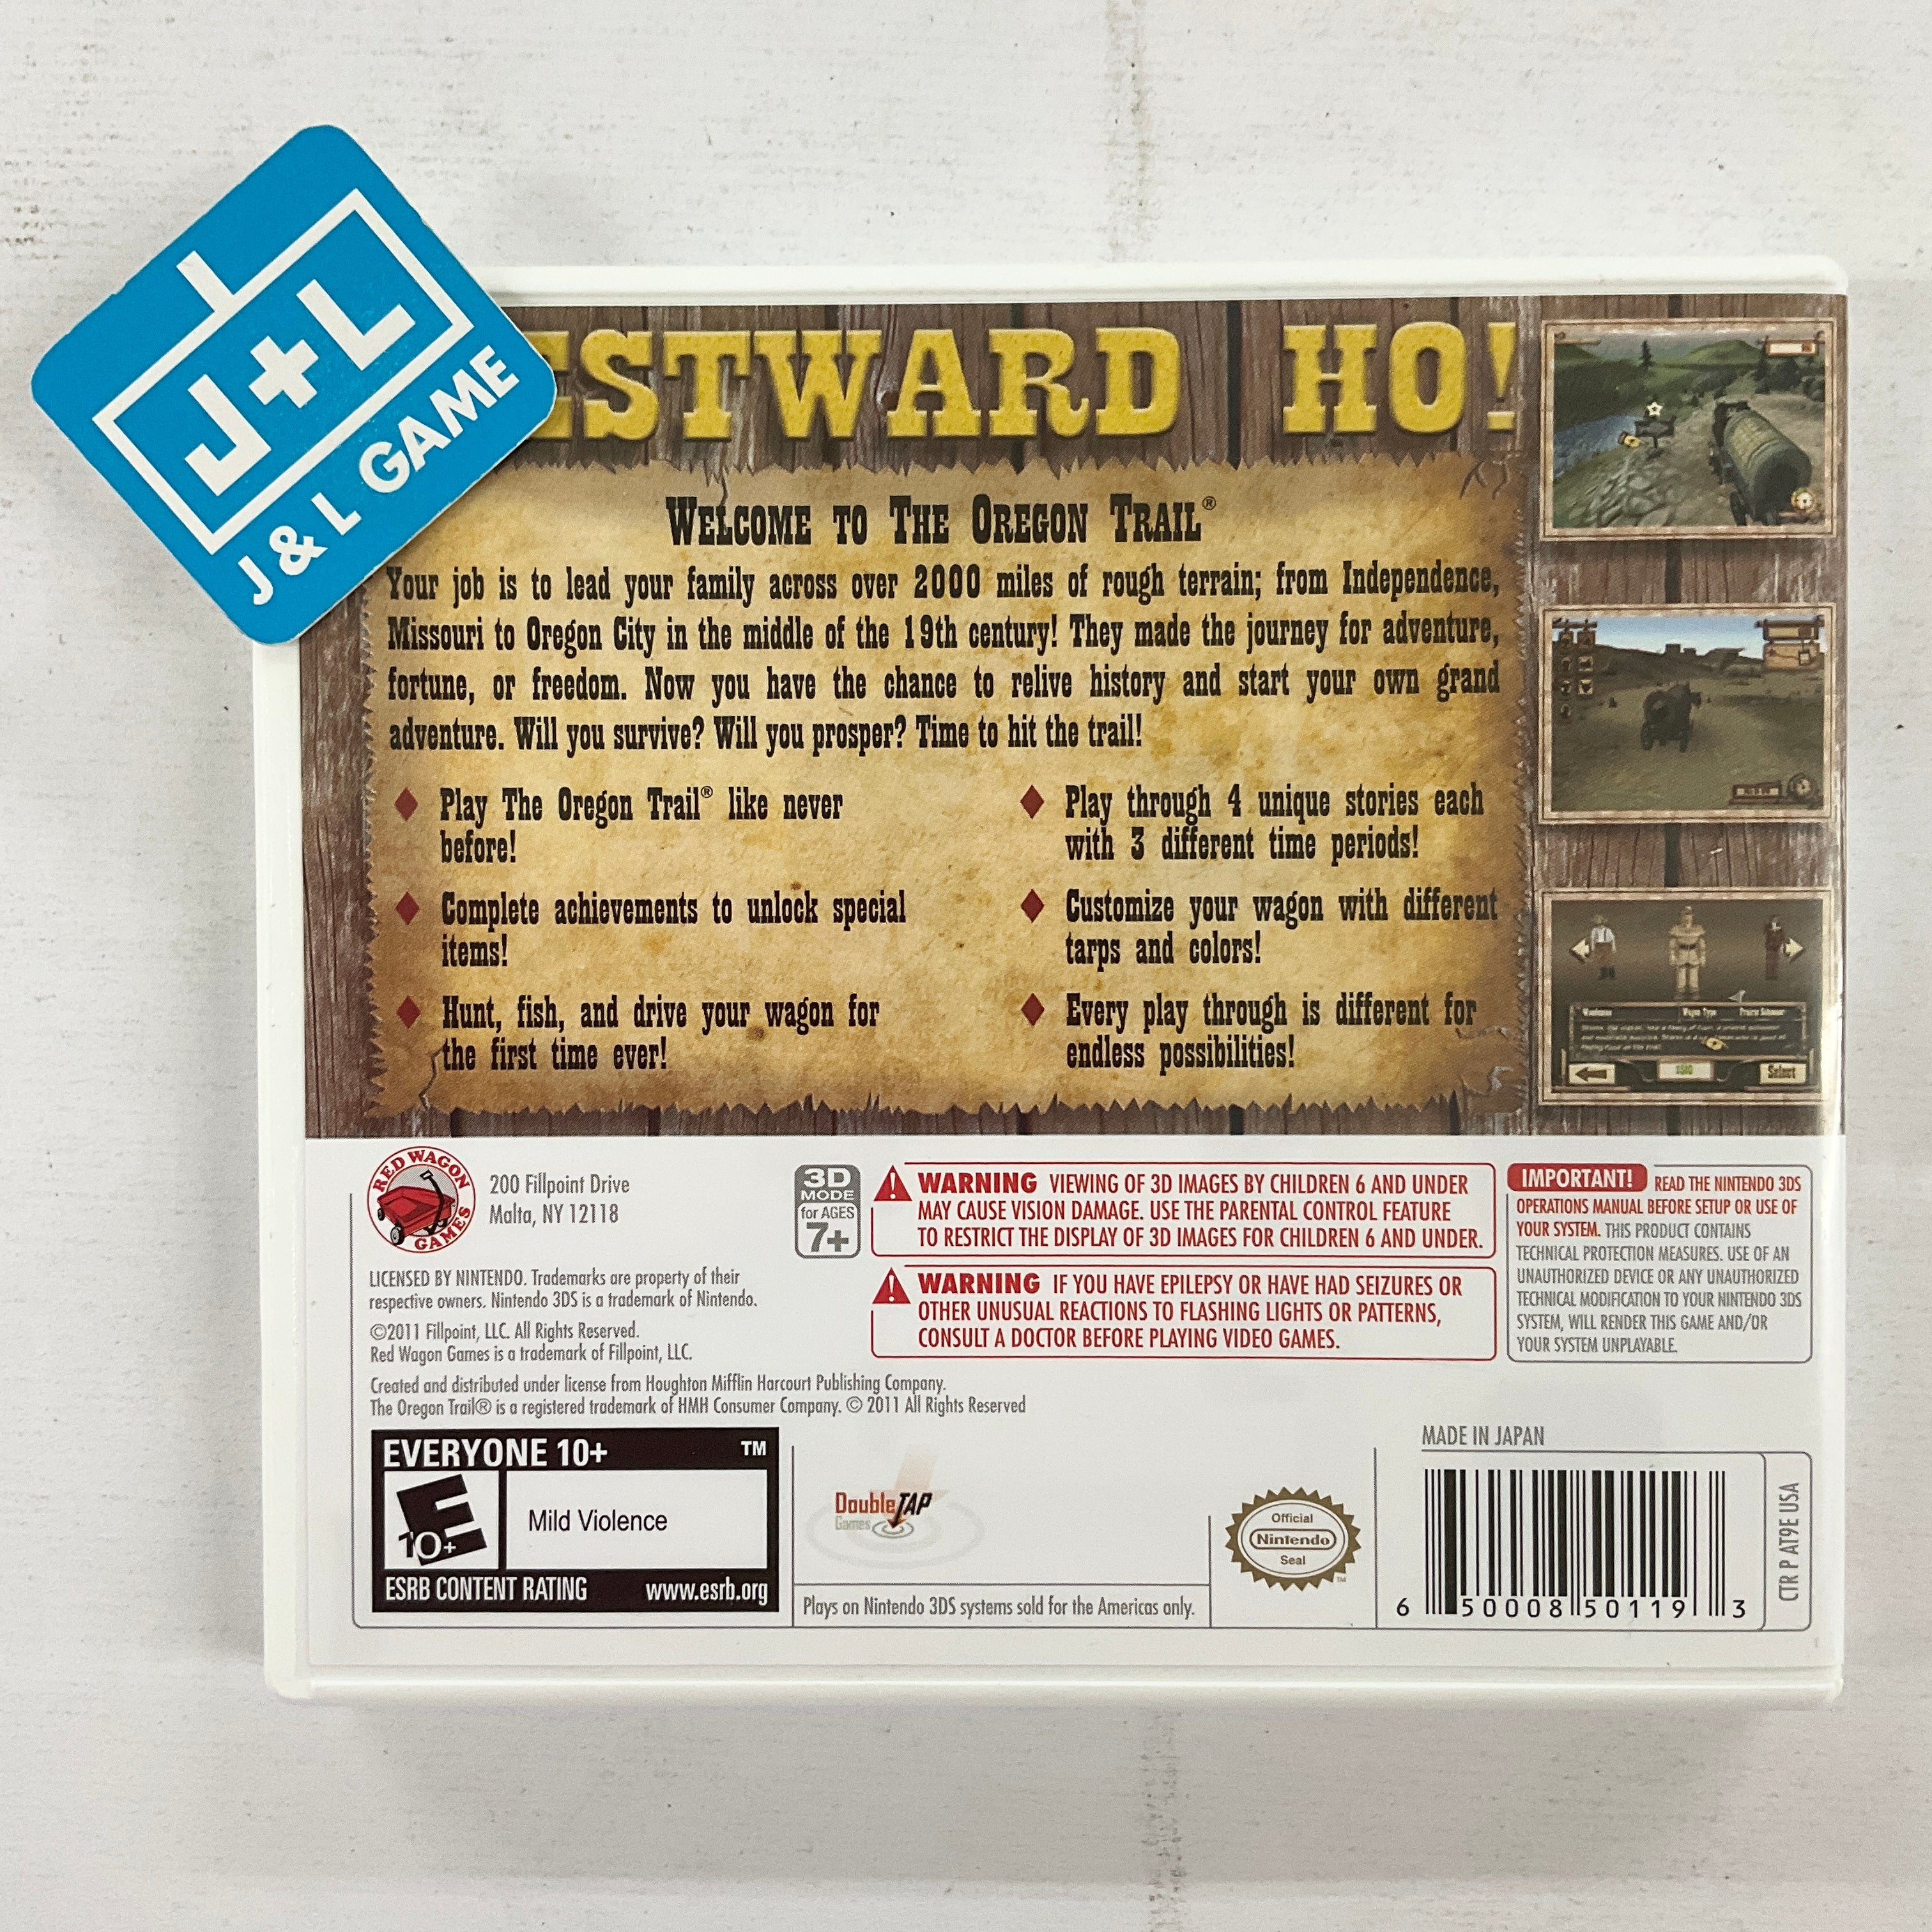 J+L
J & L GAME
ESTWARD HO!
WELCOME TO THE OREGON TRAIL®
Your job is to lead your family across over 2000 miles of rough terrain; from Independence,
Missouri to Oregon City in the middle of the 19th century! They made the journey for adventure,
fortune, or freedom. Now you have the chance to relive history and start your own grand
adventure. Will you survive? Will you prosper? Time to hit the trail!
Play The Oregon Trail® like never
before!
Complete achievements to unlock special
items!
Hunt, fish, and drive your wagon for
the first time ever!
Play through 4 unique stories each
with 3 different time periods!
Customize your wagon with different
tarps and colors!
Every play through is different for
endless possibilities!
Wagon Type
Select
RED WAGON
GAMES
200 Fillpoint Drive
Malta, NY 12118
LICENSED BY NINTENDO. Trademarks are property of their
respective owners. Nintendo 3DS is a trademark of Nintendo.
©2011 Fillpoint, LLC. All Rights Reserved.
Red Wagon Games is a trademark of Fillpoint, LLC.
Created and distributed under license from Houghton Mifflin Harcourt Publishing Company.
The Oregon Trail® is a registered trademark of HMH Consumer Company. © 2011 All Rights Reserved
3D
MODE
for AGES
7+
WARNING VIEWING OF 3D IMAGES BY CHILDREN 6 AND UNDER
MAY CAUSE VISION DAMAGE. USE THE PARENTAL CONTROL FEATURE
TO RESTRICT THE DISPLAY OF 3D IMAGES FOR CHILDREN 6 AND UNDER.
WARNING IF YOU HAVE EPILEPSY OR HAVE HAD SEIZURES OR
OTHER UNUSUAL REACTIONS TO FLASHING LIGHTS OR PATTERNS,
CONSULT A DOCTOR BEFORE PLAYING VIDEO GAMES.
IMPORTANT! READ THE NINTENDO 3DS
OPERATIONS MANUAL BEFORE SETUP OR USE OF
YOUR SYSTEM. THIS PRODUCT CONTAINS
TECHNICAL PROTECTION MEASURES. USE OF AN
UNAUTHORIZED DEVICE OR ANY UNAUTHORIZED
TECHNICAL MODIFICATION TO YOUR NINTENDO 3DS
SYSTEM, WILL RENDER THIS GAME AND/OR
YOUR SYSTEM UNPLAYABLE.
EVERYONE 10+ TM
E
10+
Mild Violence
ESRB CONTENT RATING www.esrb.org
DoubleTAP
Games
Plays on Nintendo 3DS systems sold for the Americas only.
Official
Nintendo
Seal
TM
MADE IN JAPAN
6 50008 50119 3
CTR P AT9E USA